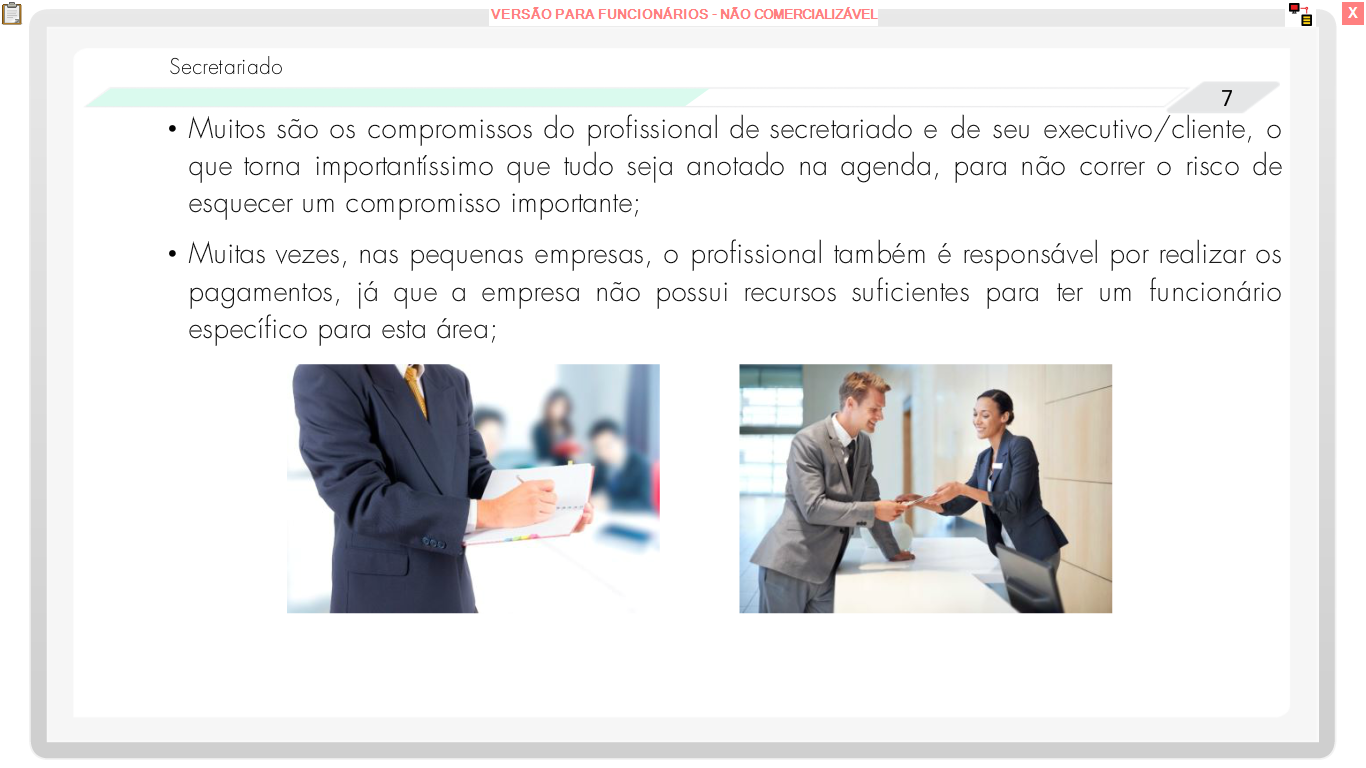 VERSÃO PARA FUNCIONÁRIOS - NÃO COMERCIALIZÁVEL
X
Secretariado
7
• Muitos são os compromissos do profissional de secretariado e de seu executivo/cliente, o
que torna importantíssimo que tudo seja anotado na agenda, para não correr o risco de
esquecer um compromisso importante;
• Muitas vezes, nas pequenas empresas, o profissional também é responsável por realizar os
pagamentos, já que a empresa não possui recursos suficientes para ter um funcionário
específico para esta área;